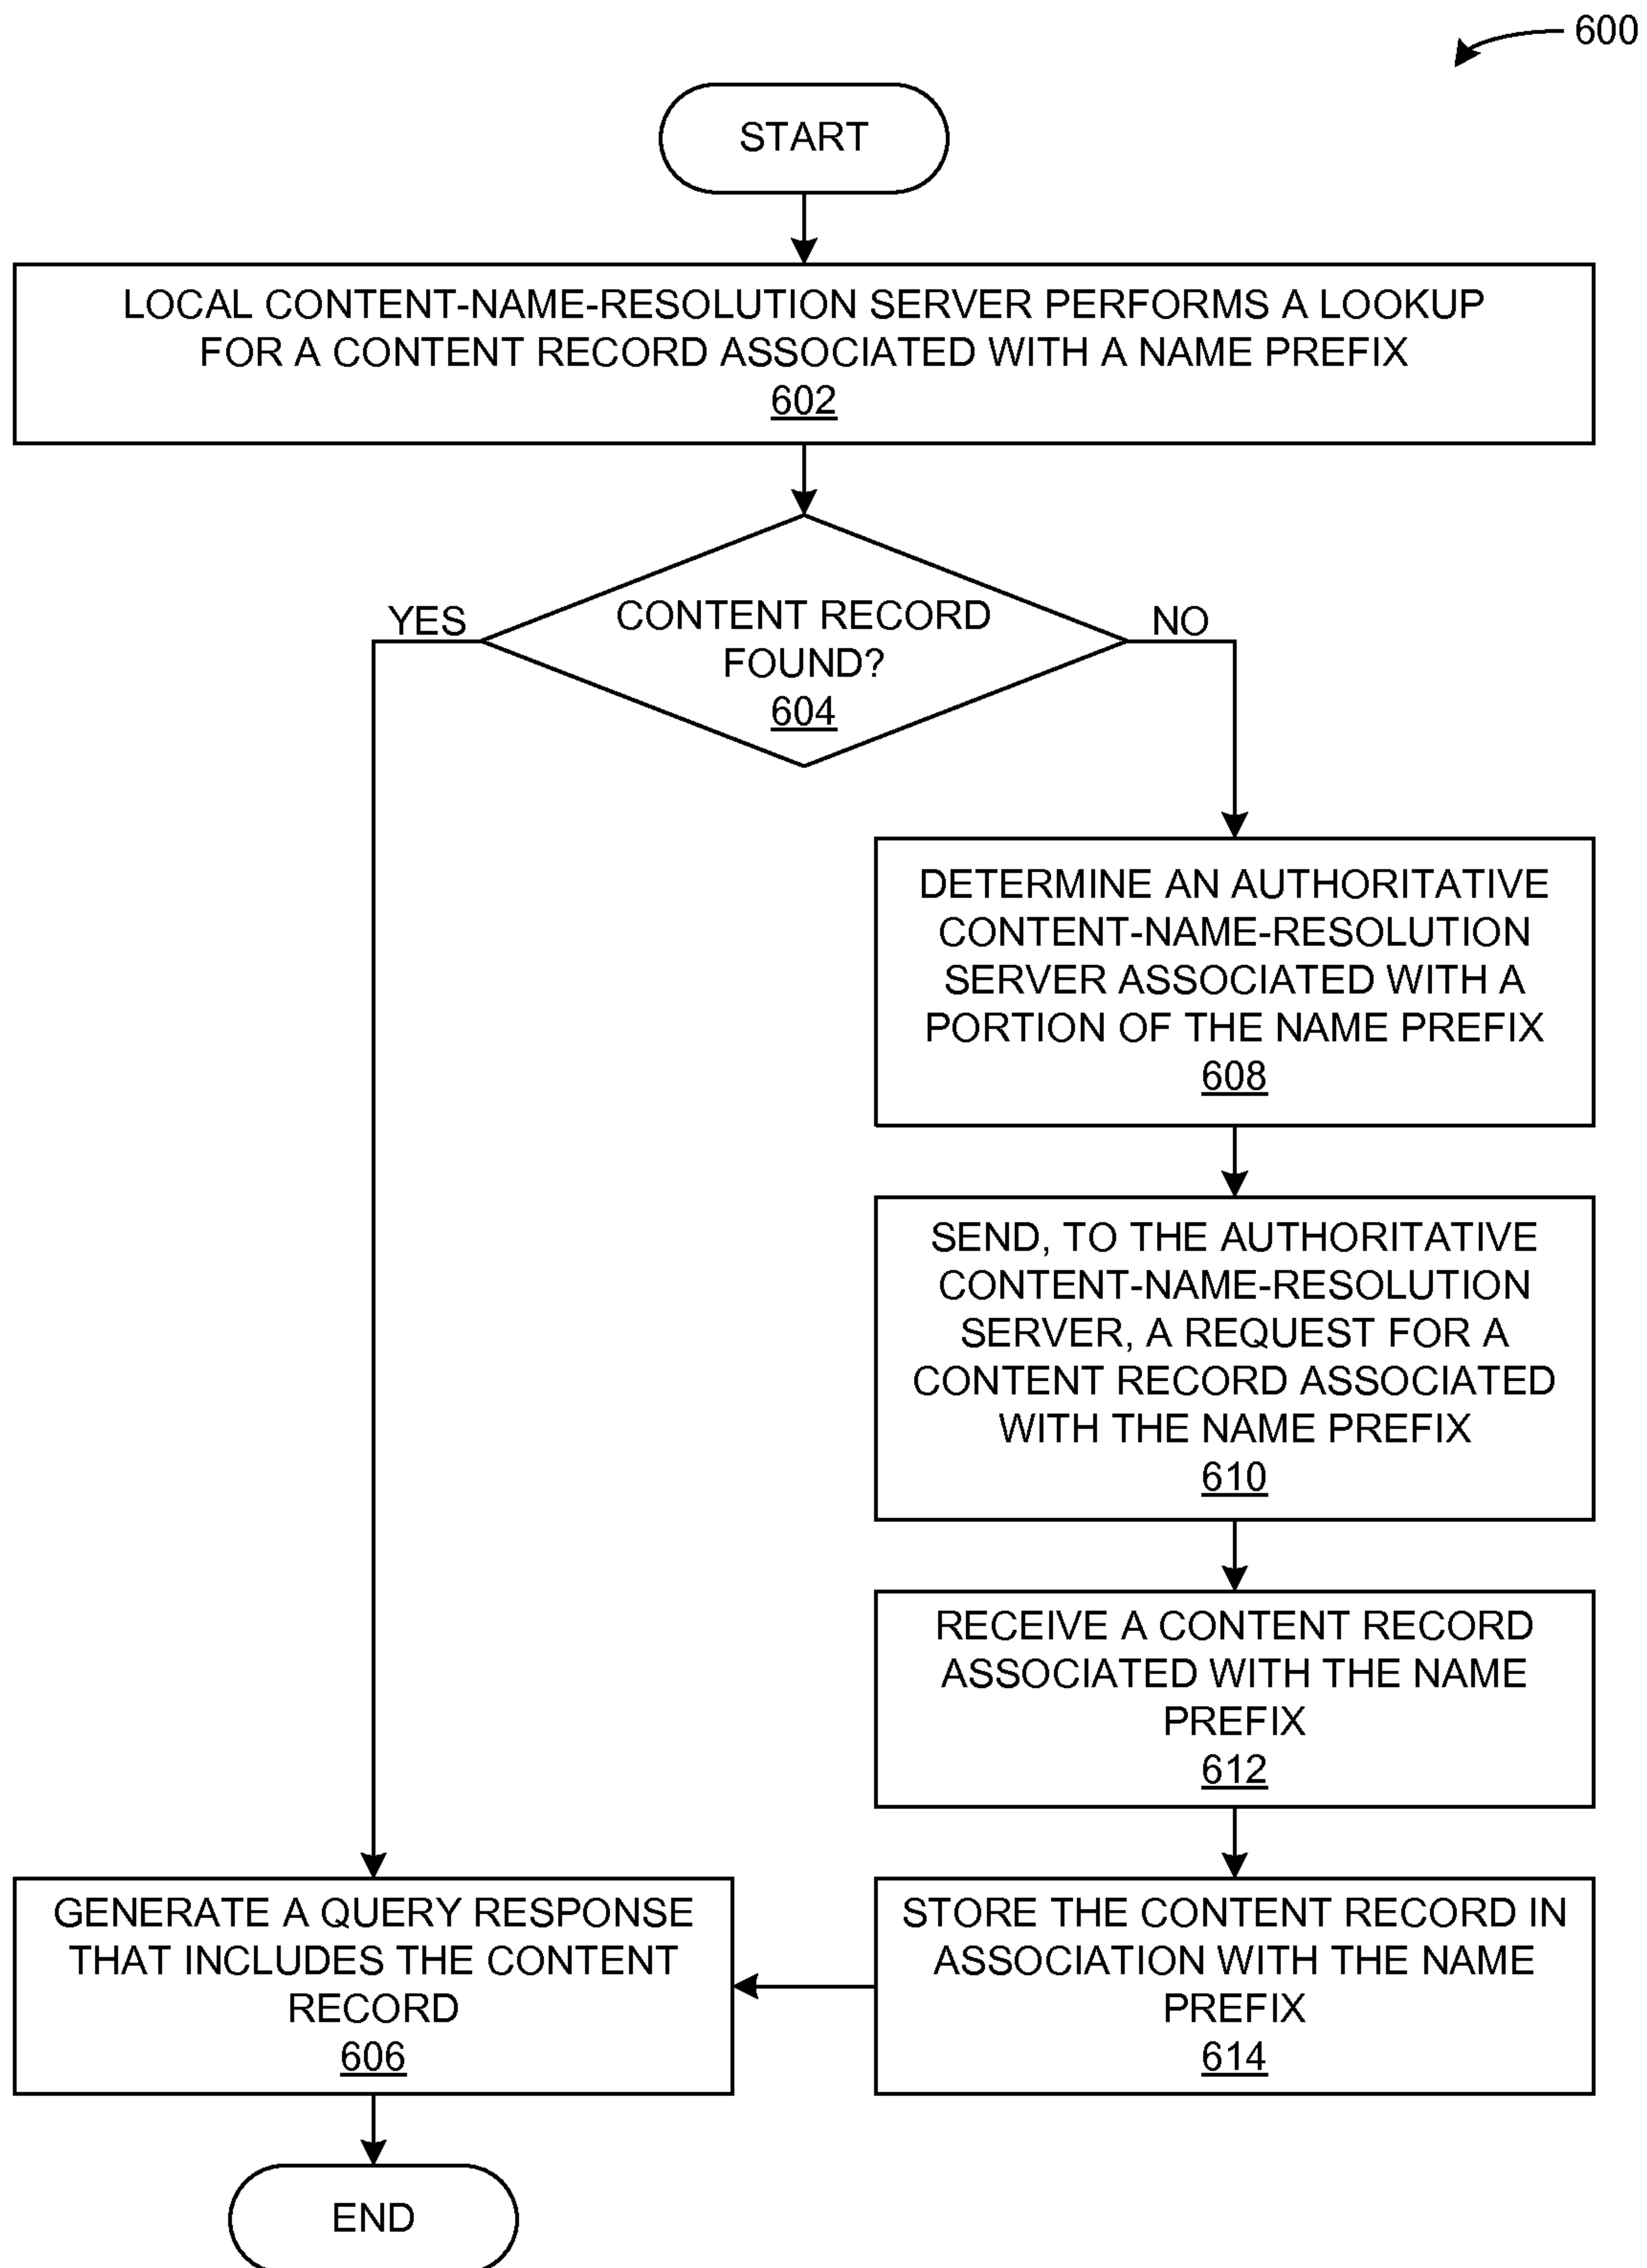 600
START
LOCAL CONTENT-NAME-RESOLUTION SERVER PERFORMS A LOOKUP
FOR A CONTENT RECORD ASSOCIATED WITH A NAME PREFIX
602
YES
NO
CONTENT RECORD
FOUND?
604
DETERMINE AN AUTHORITATIVE
CONTENT-NAME-RESOLUTION
SERVER ASSOCIATED WITH A
PORTION OF THE NAME PREFIX
608
SEND, TO THE AUTHORITATIVE
CONTENT-NAME-RESOLUTION
SERVER, A REQUEST FOR A
CONTENT RECORD ASSOCIATED
WITH THE NAME PREFIX
610
RECEIVE A CONTENT RECORD
ASSOCIATED WITH THE NAME
PREFIX
612
STORE THE CONTENT RECORD IN
ASSOCIATION WITH THE NAME
PREFIX
614
GENERATE A QUERY RESPONSE
THAT INCLUDES THE CONTENT
RECORD
606
END